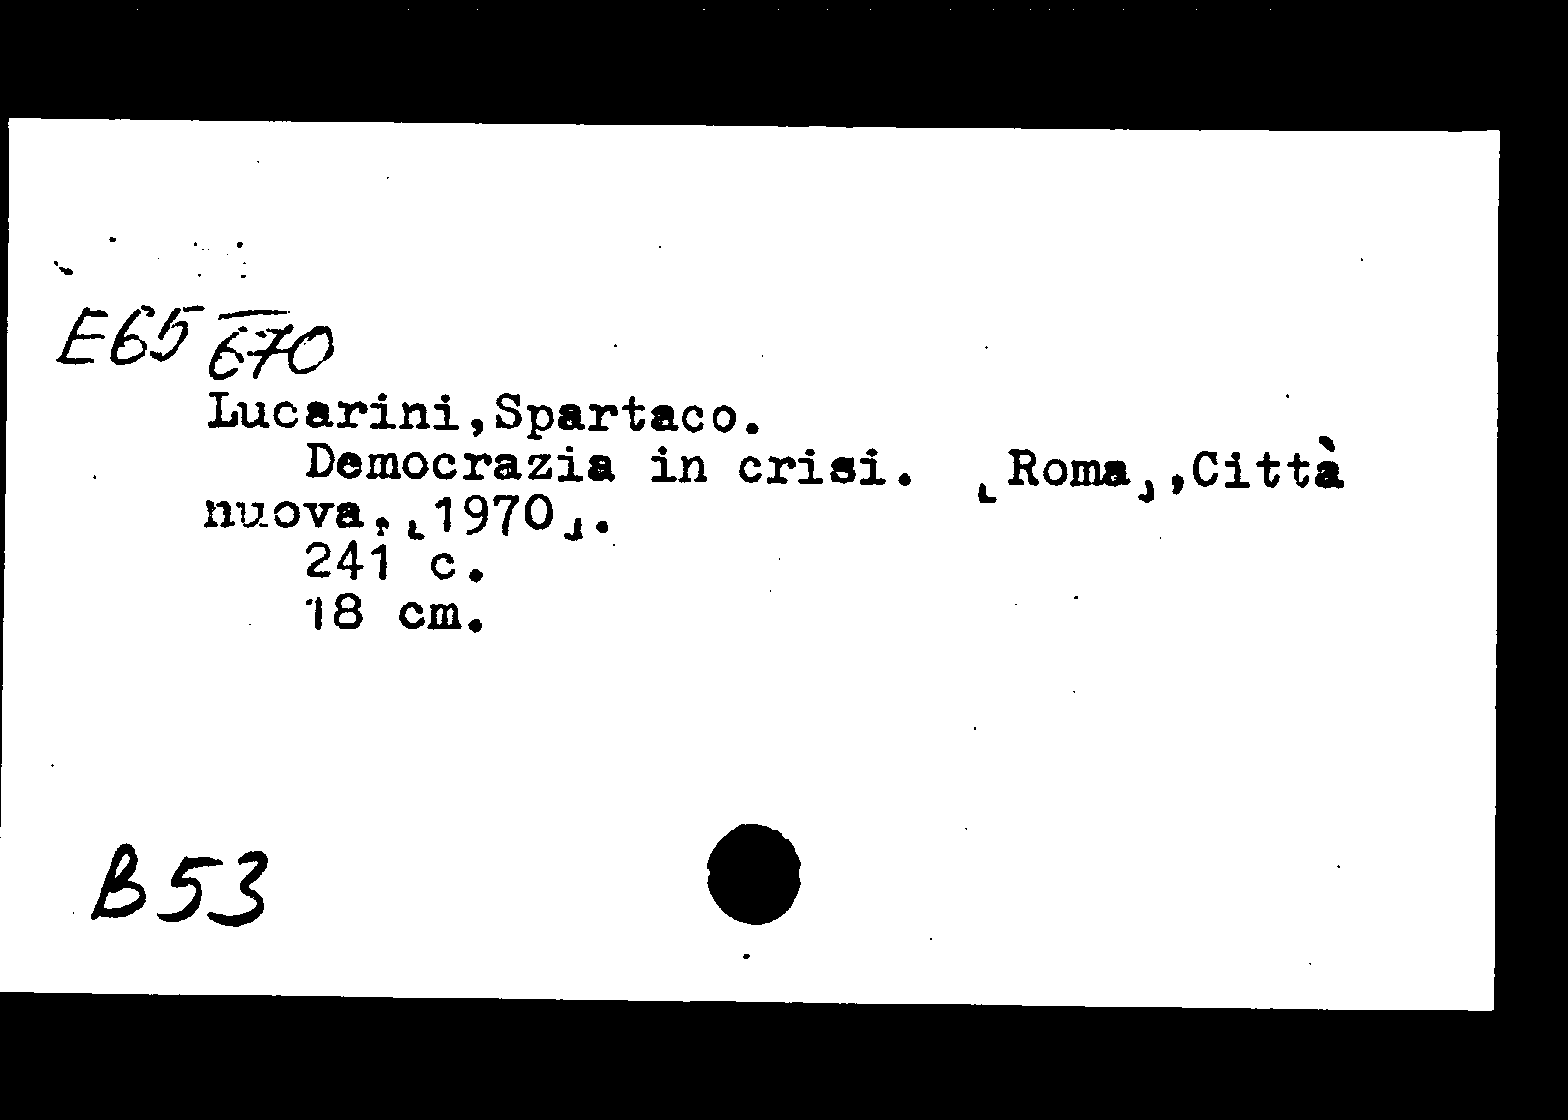 E65 670
Lucarini,Spartaco.
Democrazia in crisi. [Roma],Città
nuova,[1970].
241 c.
18 cm.
B53